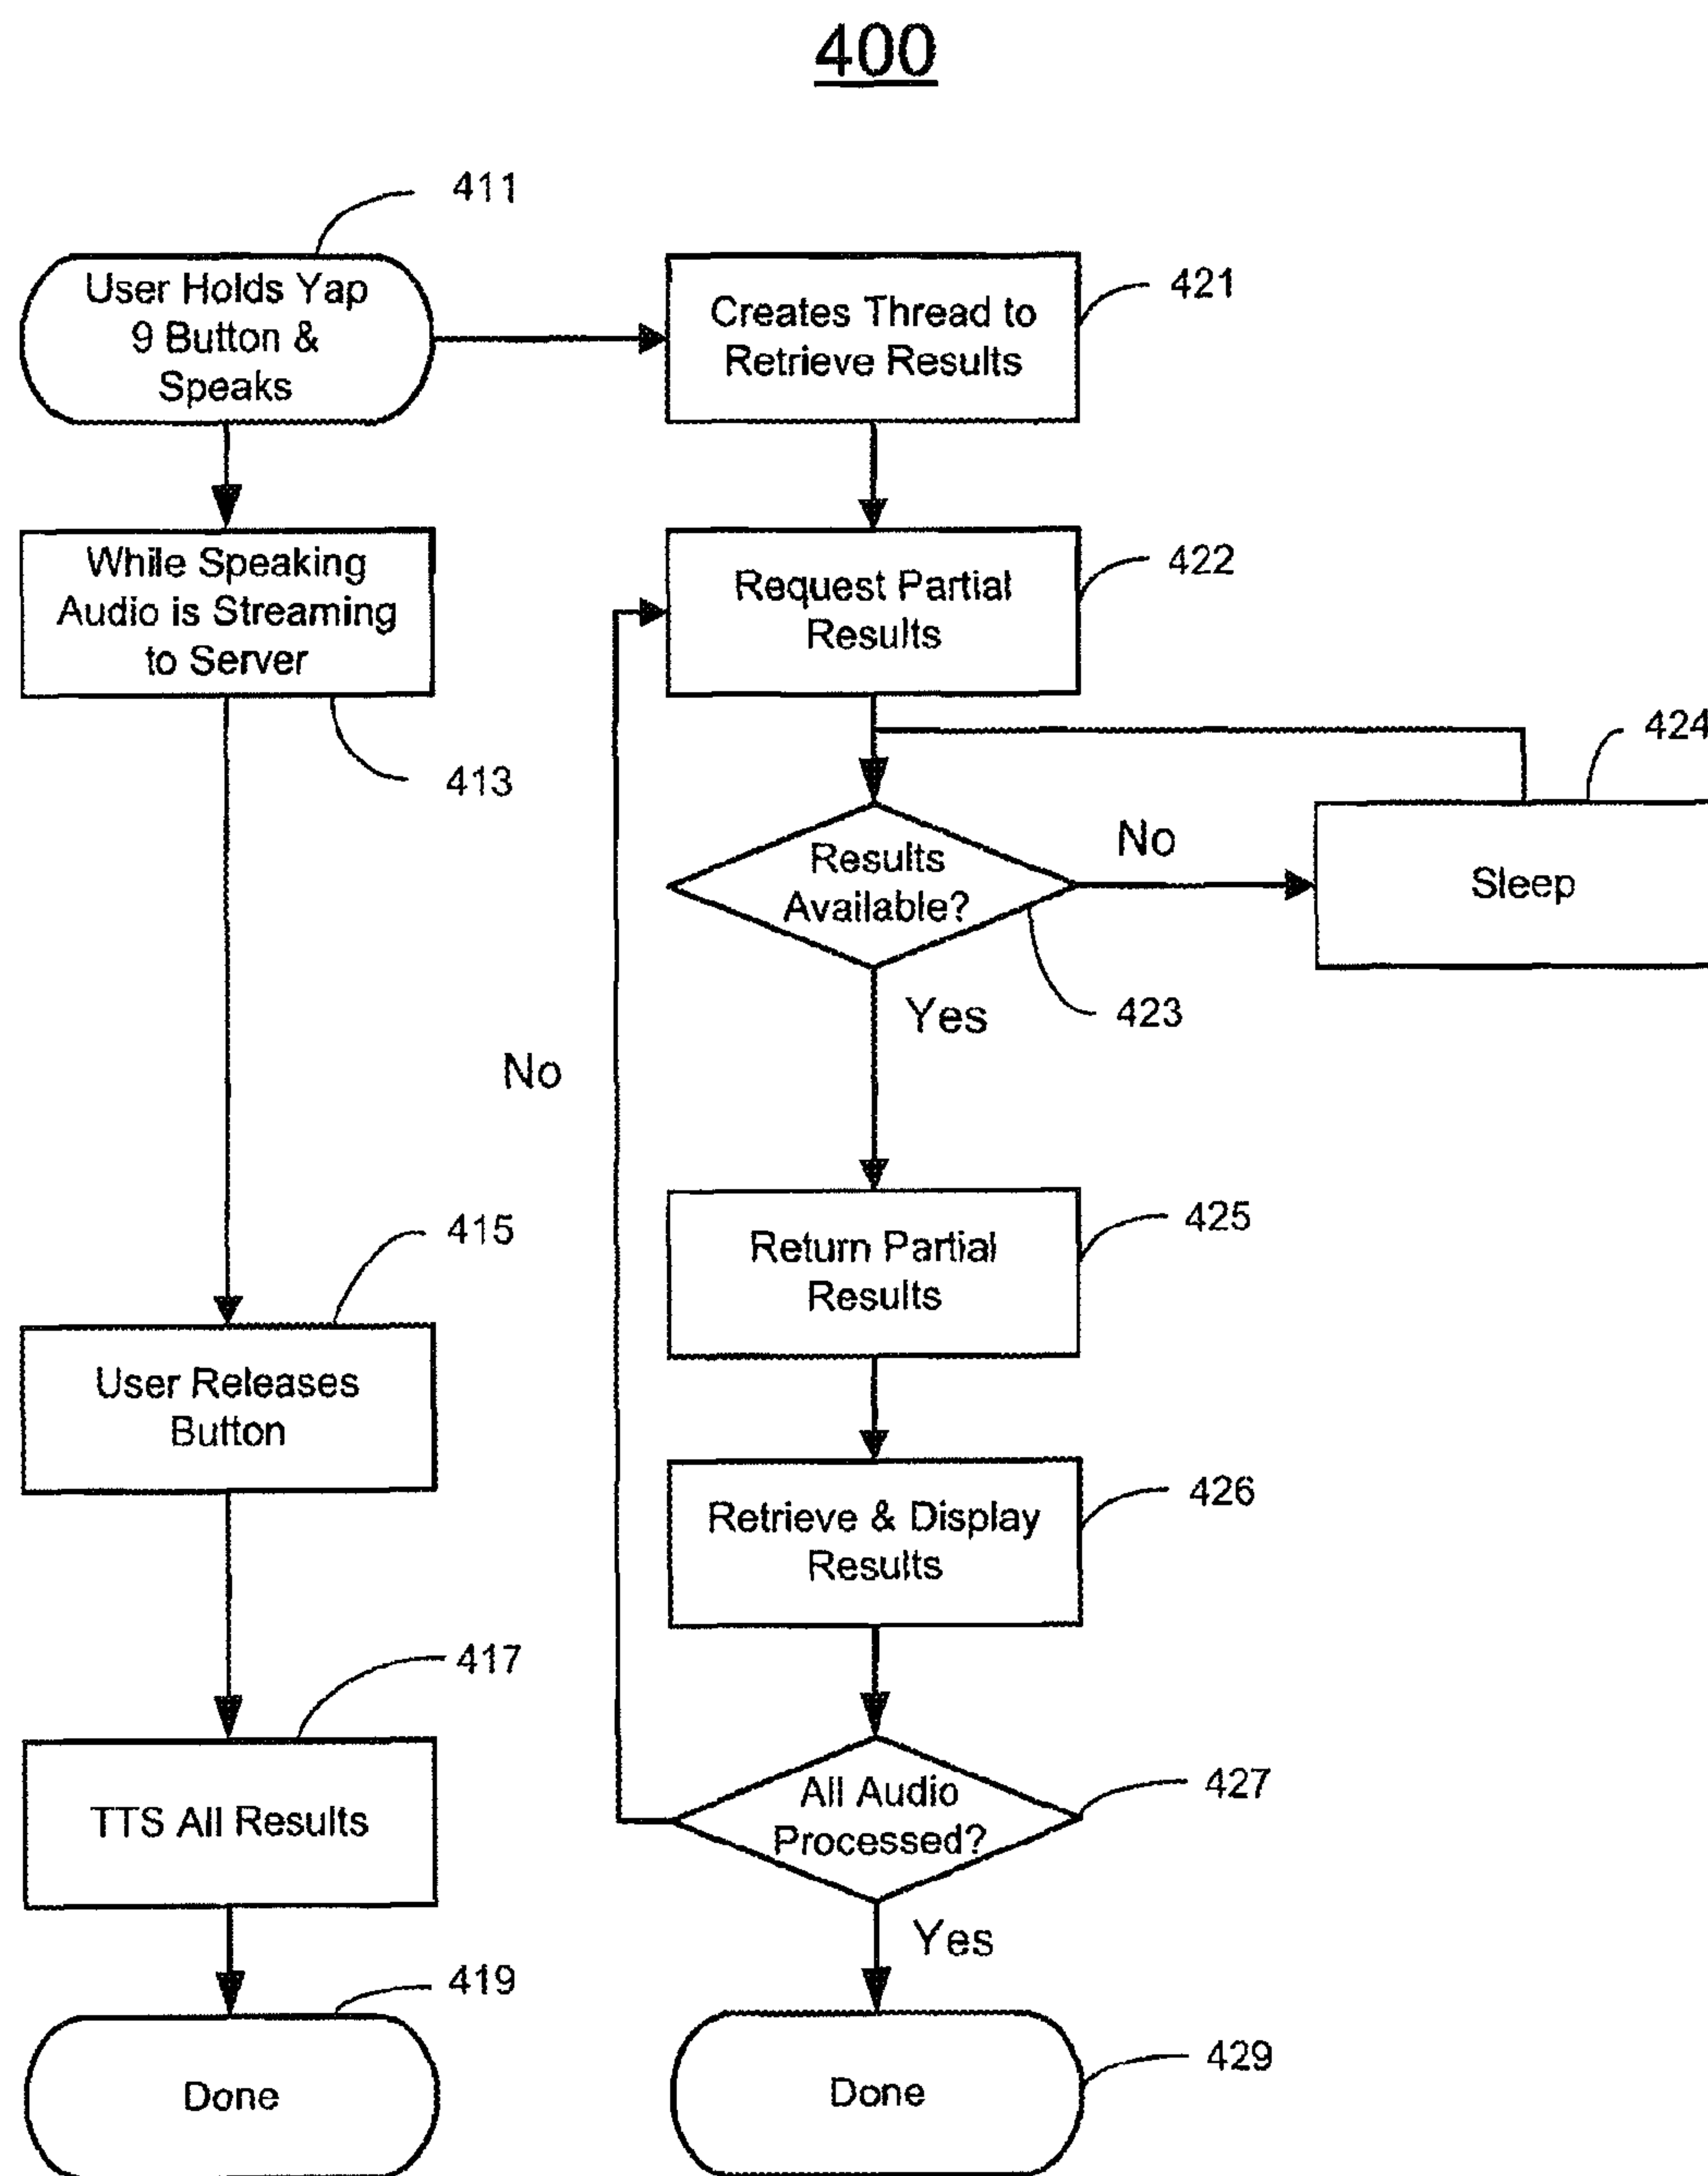 400
411
User Holds Yap
9 Button &
Speaks
421
Creates Thread to
Retrieve Results
While Speaking
Audio is Streaming
to Server
413
422
Request Partial
Results
424
Results
Available?
No
Sleep
423
Yes
No
425
Return Partial
Results
415
User Releases
Button
426
Retrieve & Display
Results
417
TTS All Results
427
All Audio
Processed?
Yes
419
Done
429
Done